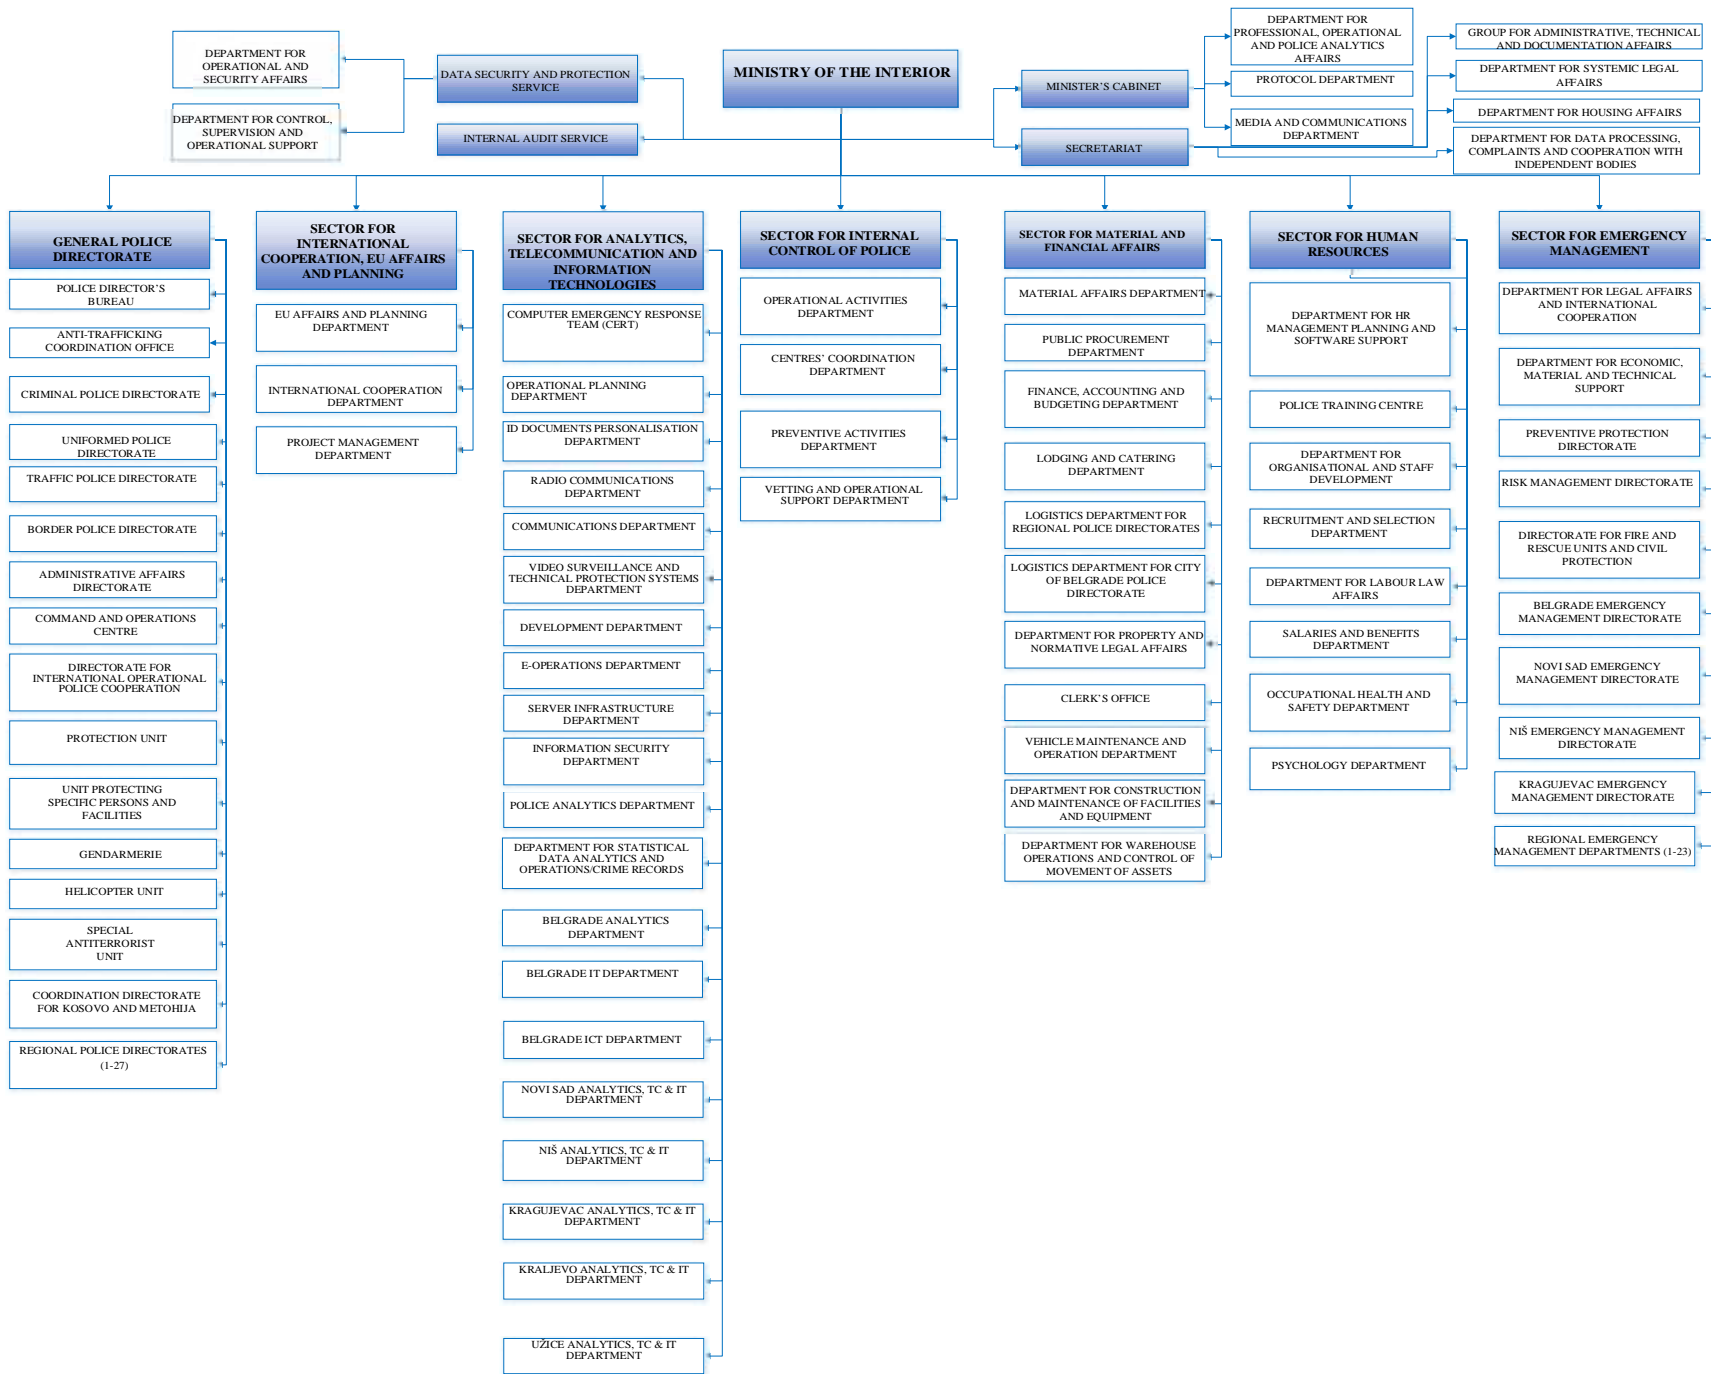 DEPARTMENT FOR
OPERATIONAL AND
SECURITY AFFAIRS
DEPARTMENT FOR CONTROL,
SUPERVISION AND
OPERATIONAL SUPPORT
DATA SECURITY AND PROTECTION
SERVICE
INTERNAL AUDIT SERVICE
MINISTRY OF THE INTERIOR
MINISTER'S CABINET
SECRETARIAT
DEPARTMENT FOR
PROFESSIONAL, OPERATIONAL
AND POLICE ANALYTICS
AFFAIRS
PROTOCOL DEPARTMENT
MEDIA AND COMMUNICATIONS
DEPARTMENT
GROUP FOR ADMINISTRATIVE, TECHNICAL
AND DOCUMENTATION AFFAIRS
DEPARTMENT FOR SYSTEMIC LEGAL
AFFAIRS
DEPARTMENT FOR HOUSING AFFAIRS
DEPARTMENT FOR DATA PROCESSING,
COMPLAINTS AND COOPERATION WITH
INDEPENDENT BODIES
GENERAL POLICE
DIRECTORATE
POLICE DIRECTOR'S
BUREAU
ANTI-TRAFFICKING
COORDINATION OFFICE
CRIMINAL POLICE DIRECTORATE
UNIFORMED POLICE
DIRECTORATE
TRAFFIC POLICE DIRECTORATE
BORDER POLICE DIRECTORATE
ADMINISTRATIVE AFFAIRS
DIRECTORATE
COMMAND AND OPERATIONS
CENTRE
DIRECTORATE FOR
INTERNATIONAL OPERATIONAL
POLICE COOPERATION
PROTECTION UNIT
UNIT PROTECTING
SPECIFIC PERSONS AND
FACILITIES
GENDARMERIE
HELICOPTER UNIT
SPECIAL
ANTITERRORIST
UNIT
COORDINATION DIRECTORATE
FOR KOSOVO AND METOHIJA
REGIONAL POLICE DIRECTORATES
(1-27)
SECTOR FOR
INTERNATIONAL
COOPERATION, EU AFFAIRS
AND PLANNING
EU AFFAIRS AND PLANNING
DEPARTMENT
INTERNATIONAL COOPERATION
DEPARTMENT
PROJECT MANAGEMENT
DEPARTMENT
SECTOR FOR ANALYTICS,
TELECOMMUNICATION AND
INFORMATION
TECHNOLOGIES
COMPUTER EMERGENCY RESPONSE
TEAM (CERT)
OPERATIONAL PLANNING
DEPARTMENT
ID DOCUMENTS PERSONALISATION
DEPARTMENT
RADIO COMMUNICATIONS
DEPARTMENT
COMMUNICATIONS DEPARTMENT
VIDEO SURVEILLANCE AND
TECHNICAL PROTECTION SYSTEMS
DEPARTMENT
DEVELOPMENT DEPARTMENT
E-OPERATIONS DEPARTMENT
SERVER INFRASTRUCTURE
DEPARTMENT
INFORMATION SECURITY
DEPARTMENT
POLICE ANALYTICS DEPARTMENT
DEPARTMENT FOR STATISTICAL
DATA ANALYTICS AND
OPERATIONS/CRIME RECORDS
BELGRADE ANALYTICS
DEPARTMENT
BELGRADE IT DEPARTMENT
BELGRADE ICT DEPARTMENT
NOVI SAD ANALYTICS, TC & IT
DEPARTMENT
NIŠ ANALYTICS, TC & IT
DEPARTMENT
KRAGUJEVAC ANALYTICS, TC & IT
DEPARTMENT
KRALJEVO ANALYTICS, TC & IT
DEPARTMENT
UŽICE ANALYTICS, TC & IT
DEPARTMENT
SECTOR FOR INTERNAL
CONTROL OF POLICE
OPERATIONAL ACTIVITIES
DEPARTMENT
CENTRES' COORDINATION
DEPARTMENT
PREVENTIVE ACTIVITIES
DEPARTMENT
VETTING AND OPERATIONAL
SUPPORT DEPARTMENT
SECTOR FOR MATERIAL AND
FINANCIAL AFFAIRS
MATERIAL AFFAIRS DEPARTMENT
PUBLIC PROCUREMENT
DEPARTMENT
FINANCE, ACCOUNTING AND
BUDGETING DEPARTMENT
LODGING AND CATERING
DEPARTMENT
LOGISTICS DEPARTMENT FOR
REGIONAL POLICE DIRECTORATES
LOGISTICS DEPARTMENT FOR CITY
OF BELGRADE POLICE
DIRECTORATE
DEPARTMENT FOR PROPERTY AND
NORMATIVE LEGAL AFFAIRS
CLERK'S OFFICE
VEHICLE MAINTENANCE AND
OPERATION DEPARTMENT
DEPARTMENT FOR CONSTRUCTION
AND MAINTENANCE OF FACILITIES
AND EQUIPMENT
DEPARTMENT FOR WAREHOUSE
OPERATIONS AND CONTROL OF
MOVEMENT OF ASSETS
SECTOR FOR HUMAN
RESOURCES
DEPARTMENT FOR HR
MANAGEMENT PLANNING AND
SOFTWARE SUPPORT
POLICE TRAINING CENTRE
DEPARTMENT FOR
ORGANISATIONAL AND STAFF
DEVELOPMENT
RECRUITMENT AND SELECTION
DEPARTMENT
DEPARTMENT FOR LABOUR LAW
AFFAIRS
SALARIES AND BENEFITS
DEPARTMENT
OCCUPATIONAL HEALTH AND
SAFETY DEPARTMENT
PSYCHOLOGY DEPARTMENT
SECTOR FOR EMERGENCY
MANAGEMENT
DEPARTMENT FOR LEGAL AFFAIRS
AND INTERNATIONAL
COOPERATION
DEPARTMENT FOR ECONOMIC,
MATERIAL AND TECHNICAL
SUPPORT
PREVENTIVE PROTECTION
DIRECTORATE
RISK MANAGEMENT DIRECTORATE
DIRECTORATE FOR FIRE AND
RESCUE UNITS AND CIVIL
PROTECTION
BELGRADE EMERGENCY
MANAGEMENT DIRECTORATE
NOVI SAD EMERGENCY
MANAGEMENT DIRECTORATE
NIŠ EMERGENCY MANAGEMENT
DIRECTORATE
KRAGUJEVAC EMERGENCY
MANAGEMENT DIRECTORATE
REGIONAL EMERGENCY
MANAGEMENT DEPARTMENTS (1-23)